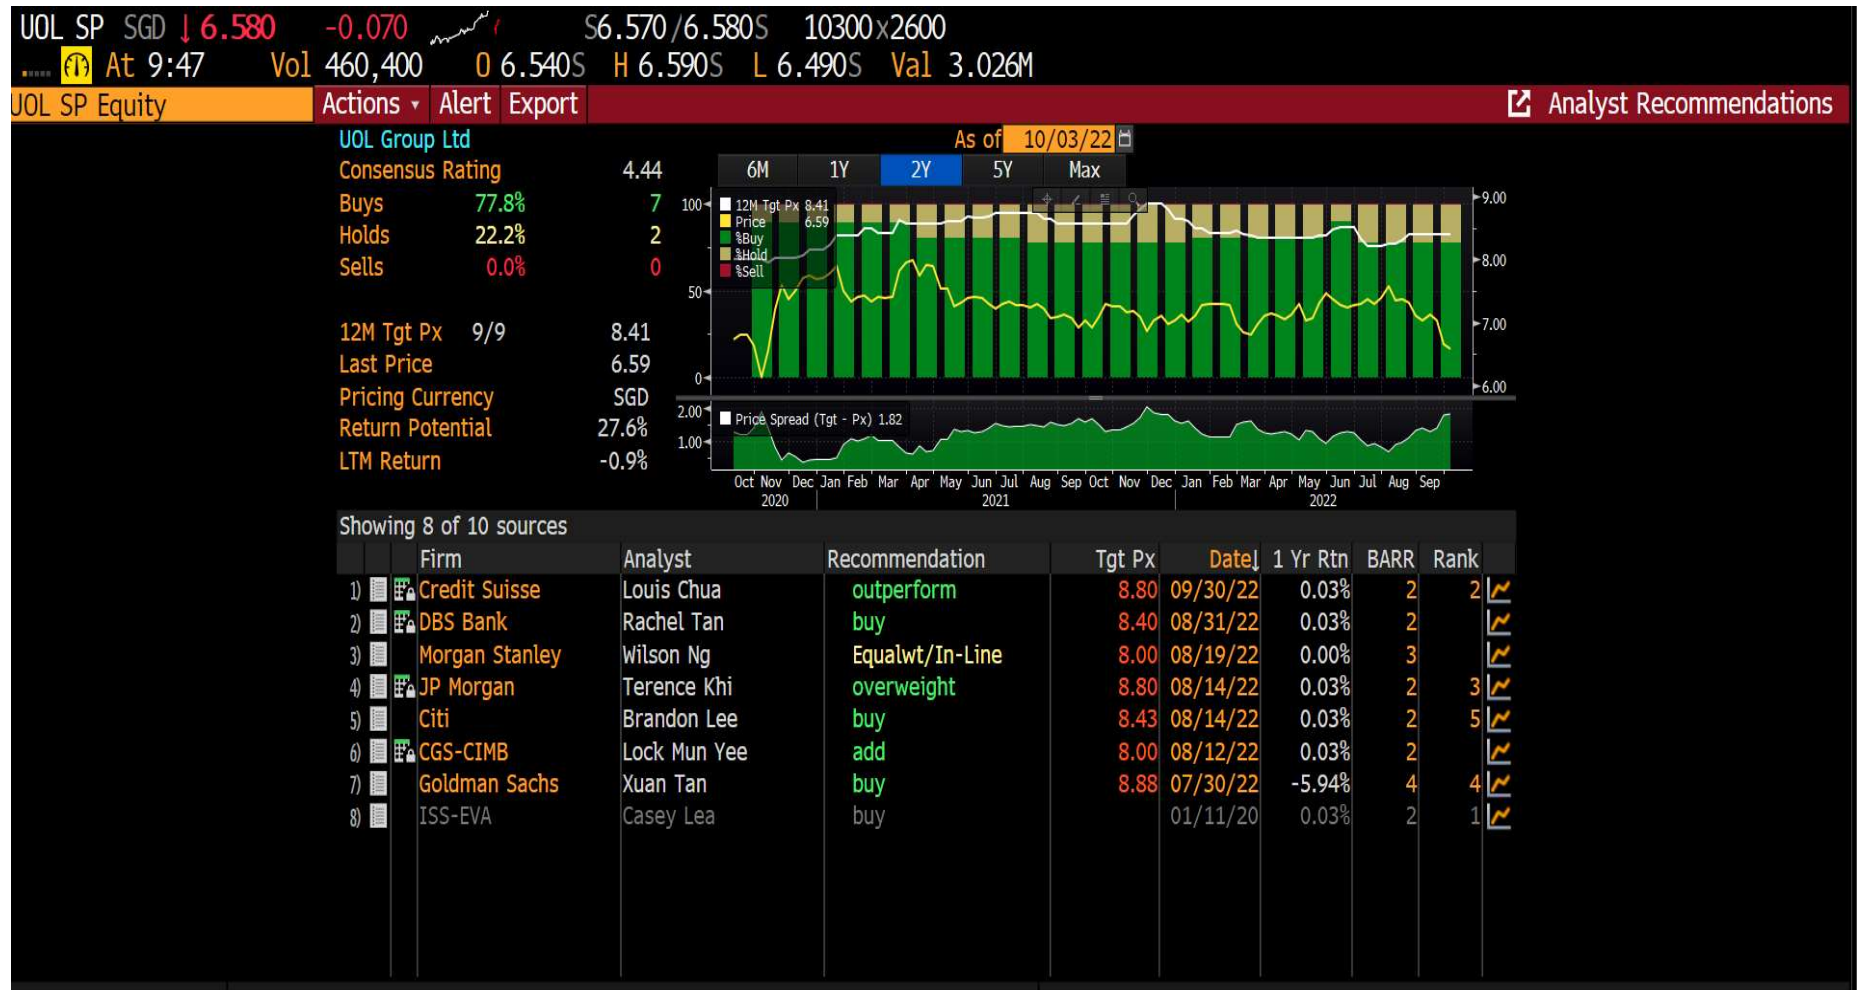 UOL SP SGD ↓6.580 -0.070 S6.570/6.580S 10300x2600
At 9:47 Vol 460,400 O 6.540S H 6.590S L 6.490S Val 3.026M
UOL SP Equity Actions ▾ Alert Export Analyst Recommendations
UOL Group Ltd As of 10/03/22
Consensus Rating 4.44
Buys 77.8% 7
Holds 22.2% 2
Sells 0.0% 0
12M Tgt Px 9/9 8.41
Last Price 6.59
Pricing Currency SGD
Return Potential 27.6%
LTM Return -0.9%
6M 1Y 2Y 5Y Max
12M Tgt Px 8.41
Price 6.59
%Buy
%Hold
%Sell
100
50
0
9.00
8.00
7.00
6.00
2.00
1.00
Price Spread (Tgt - Px) 1.82
Oct Nov Dec Jan Feb Mar Apr May Jun Jul Aug Sep Oct Nov Dec Jan Feb Mar Apr May Jun Jul Aug Sep
2020 2021 2022
Showing 8 of 10 sources
Firm Analyst Recommendation Tgt Px Date↓ 1 Yr Rtn BARR Rank
1) Credit Suisse Louis Chua outperform 8.80 09/30/22 0.03% 2 2
2) DBS Bank Rachel Tan buy 8.40 08/31/22 0.03% 2
3) Morgan Stanley Wilson Ng Equalwt/In-Line 8.00 08/19/22 0.00% 3
4) JP Morgan Terence Khi overweight 8.80 08/14/22 0.03% 2 3
5) Citi Brandon Lee buy 8.43 08/14/22 0.03% 2 5
6) CGS-CIMB Lock Mun Yee add 8.00 08/12/22 0.03% 2
7) Goldman Sachs Xuan Tan buy 8.88 07/30/22 -5.94% 4 4
8) ISS-EVA Casey Lea buy 01/11/20 0.03% 2 1